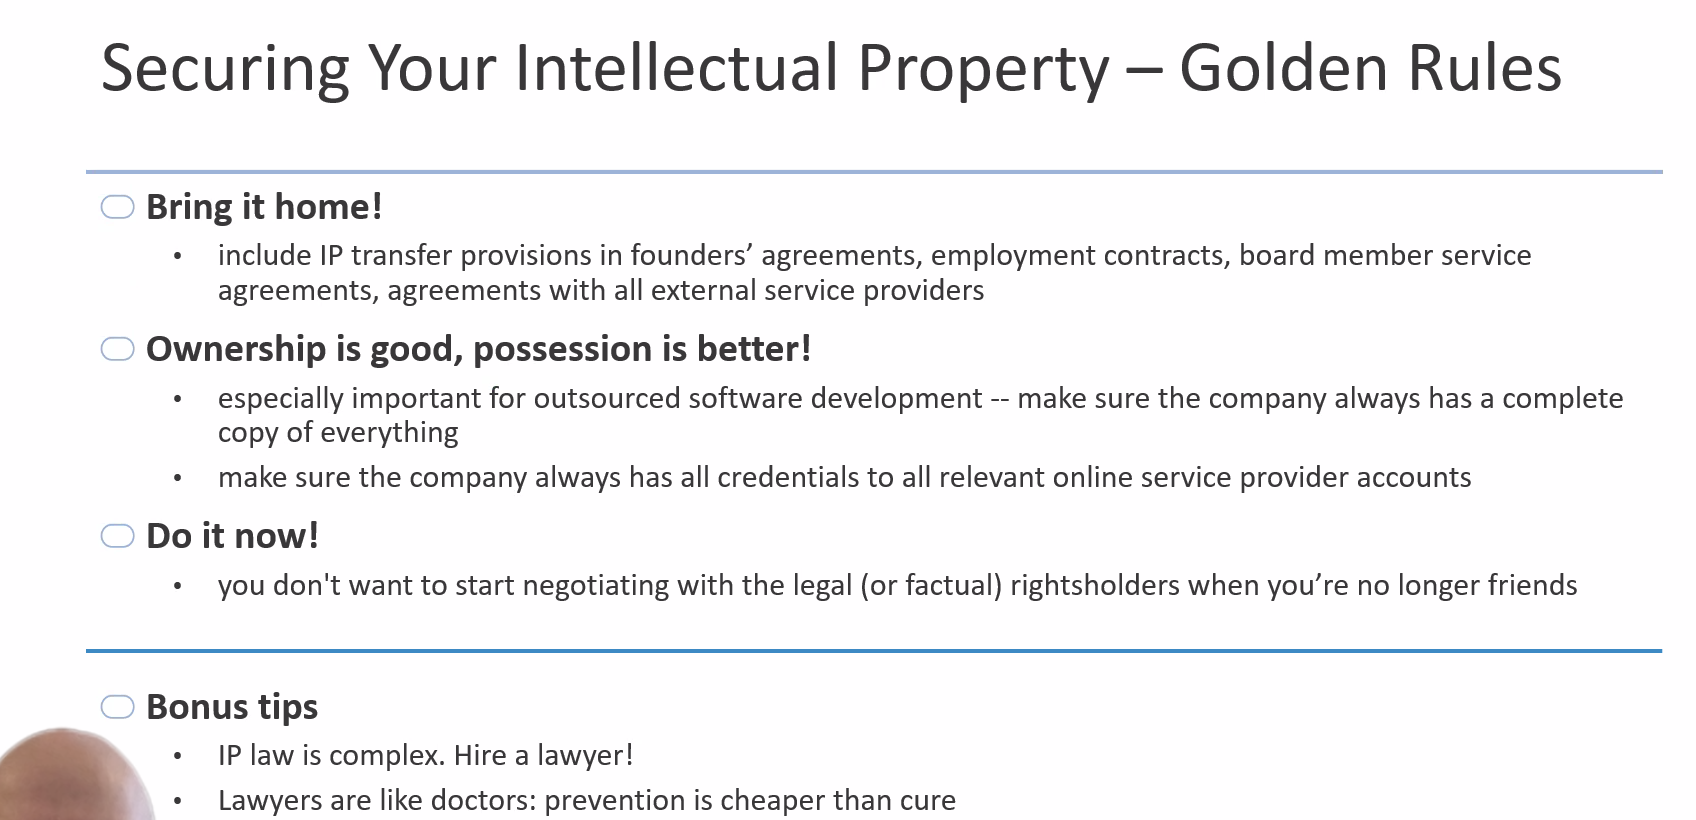 Securing Your Intellectual Property – Golden Rules
Bring it home!
• include IP transfer provisions in founders’ agreements, employment contracts, board member service
agreements, agreements with all external service providers
Ownership is good, possession is better!
• especially important for outsourced software development -- make sure the company always has a complete
copy of everything
• make sure the company always has all credentials to all relevant online service provider accounts
Do it now!
• you don't want to start negotiating with the legal (or factual) rightsholders when you’re no longer friends
Bonus tips
• IP law is complex. Hire a lawyer!
• Lawyers are like doctors: prevention is cheaper than cure